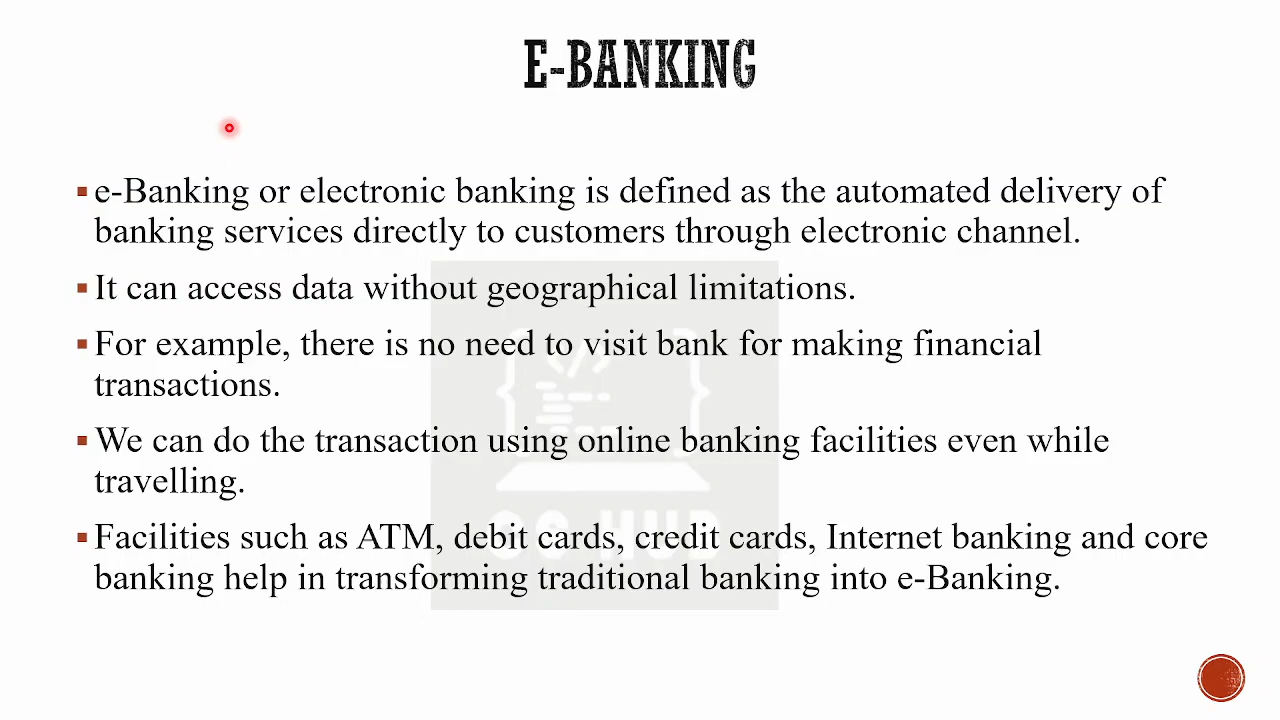 E-BANKING
e-Banking or electronic banking is defined as the automated delivery of
banking services directly to customers through electronic channel.
It can access data without geographical limitations.
For example, there is no need to visit bank for making financial
transactions.
We can do the transaction using online banking facilities even while
travelling.
Facilities such as ATM, debit cards, credit cards, Internet banking and core
banking help in transforming traditional banking into e-Banking.